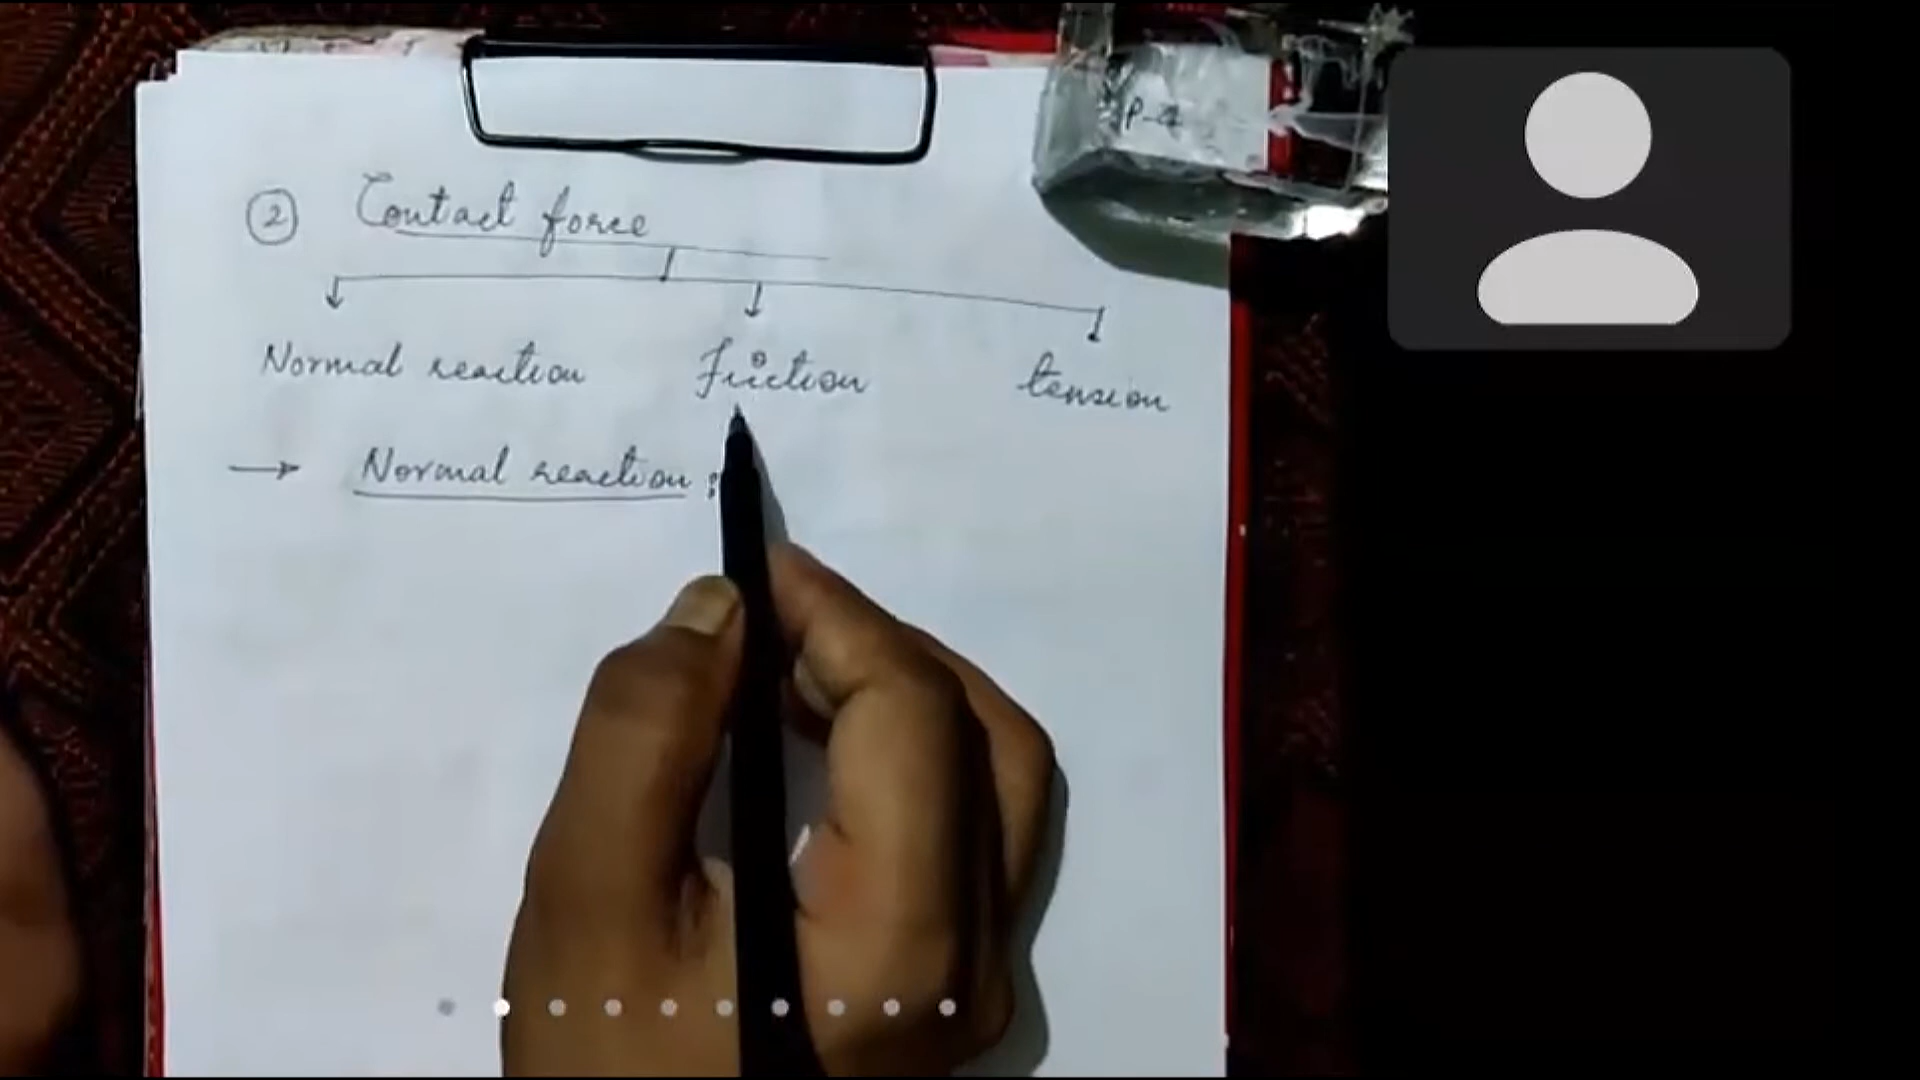 ② Contact force
Normal reaction Friction tension
→ Normal reaction :